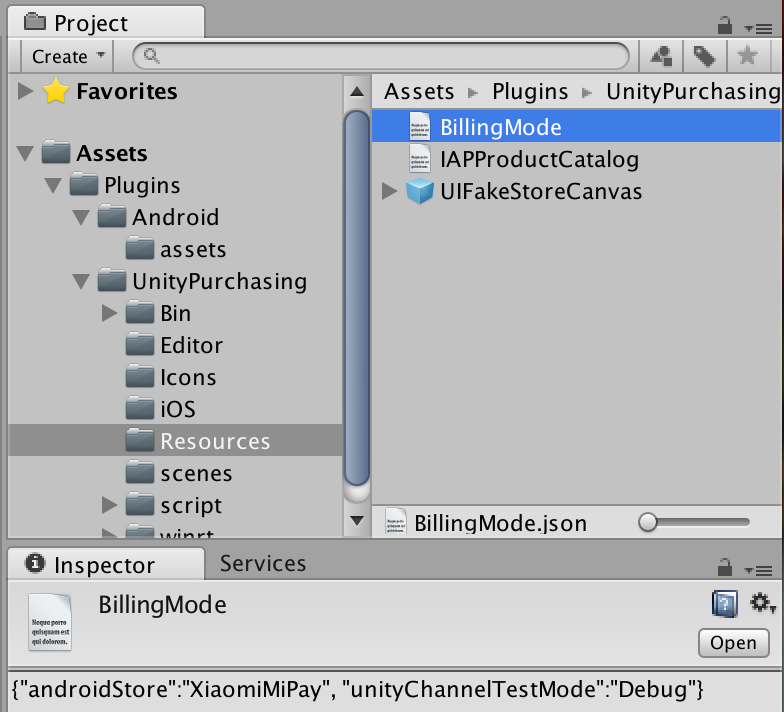 Project
Create
Favorites
Assets
Plugins
Android
assets
UnityPurchasing
Bin
Editor
Icons
iOS
Resources
scenes
script
winrt
Assets Plugins UnityPurchasing
BillingMode
IAPProductCatalog
UIFakeStoreCanvas
BillingMode.json
Inspector Services
BillingMode
Neque porro
quisquam est
qui dolorem.
Open
{"androidStore":"XiaomiMiPay", "unityChannelTestMode":"Debug"}